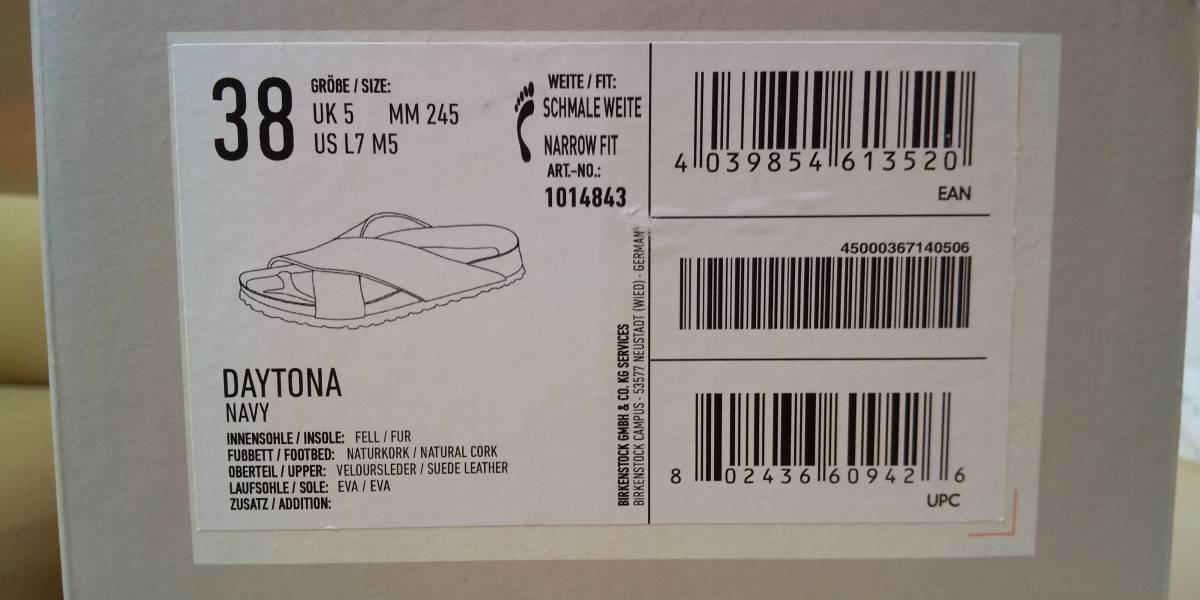 38
GRÖßE / SIZE:
UK 5 MM 245
US L7 M5
WEITE / FIT:
SCHMALE WEITE
NARROW FIT
ART.-NO.:
1014843
DAYTONA
NAVY
INNENSOHLE / INSOLE: FELL / FUR
FUßBETT / FOOTBED: NATURKORK / NATURAL CORK
OBERTEIL / UPPER: VELOURSLEDER / SUEDE LEATHER
LAUFSOHLE / SOLE: EVA / EVA
ZUSATZ / ADDITION:
BIRKENSTOCK GMBH & CO. KG SERVICES
BIRKENSTOCK CAMPUS · 53577 NEUSTADT (WIED) · GERMANY
4 039854 613520
EAN
45000367140506
8 02436 60942 6
UPC